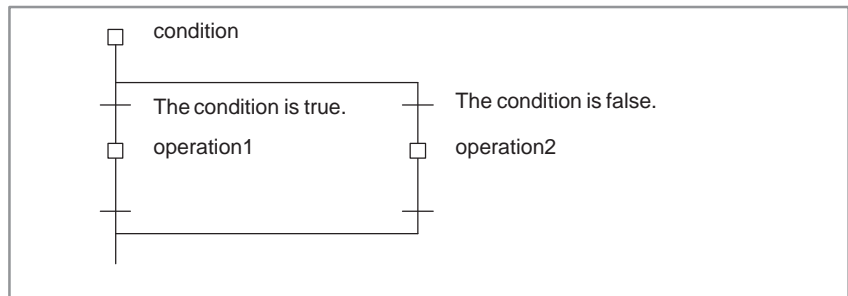 condition
The condition is true.
The condition is false.
operation1
operation2